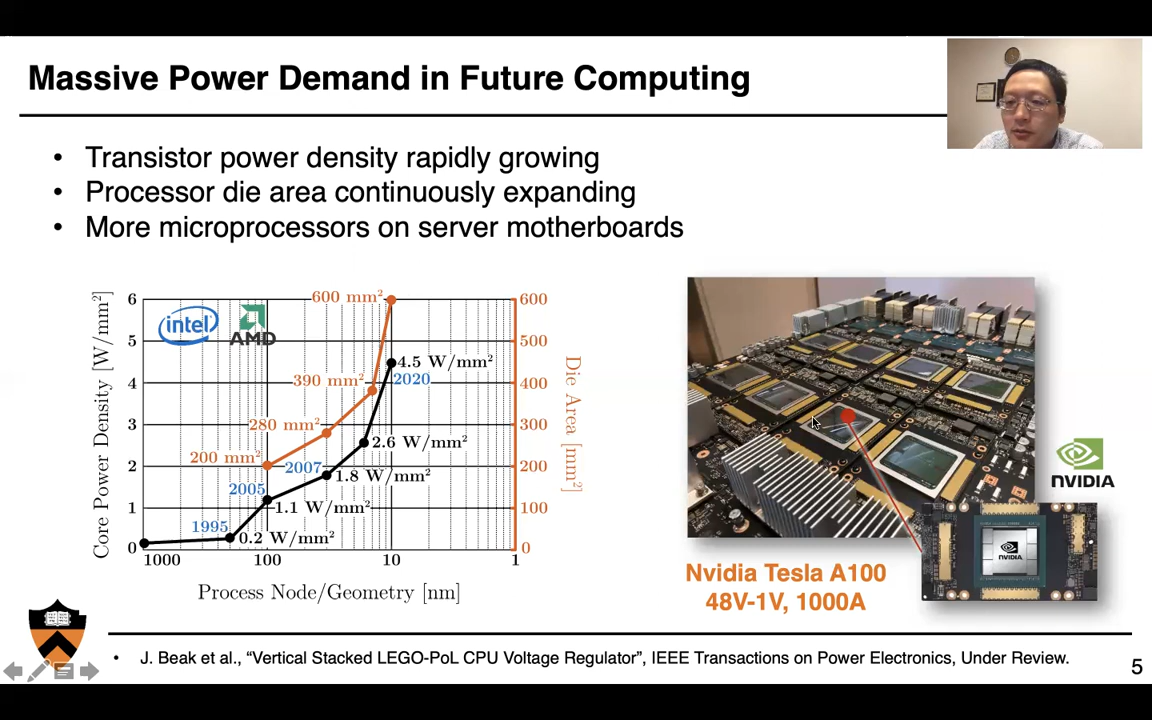 Massive Power Demand in Future Computing
• Transistor power density rapidly growing
• Processor die area continuously expanding
• More microprocessors on server motherboards
Core Power Density [W/mm²]
6
5
4
3
2
1
0
intel
AMD
600 mm²
390 mm²
280 mm²
200 mm²
4.5 W/mm²
2020
2.6 W/mm²
2007
1.8 W/mm²
2005
1.1 W/mm²
1995
0.2 W/mm²
600
500
400
300
200
100
0
Die Area [mm²]
1000
100
10
1
Process Node/Geometry [nm]
NVIDIA
NVIDIA
Nvidia Tesla A100
48V-1V, 1000A
• J. Beak et al., “Vertical Stacked LEGO-PoL CPU Voltage Regulator”, IEEE Transactions on Power Electronics, Under Review.
5